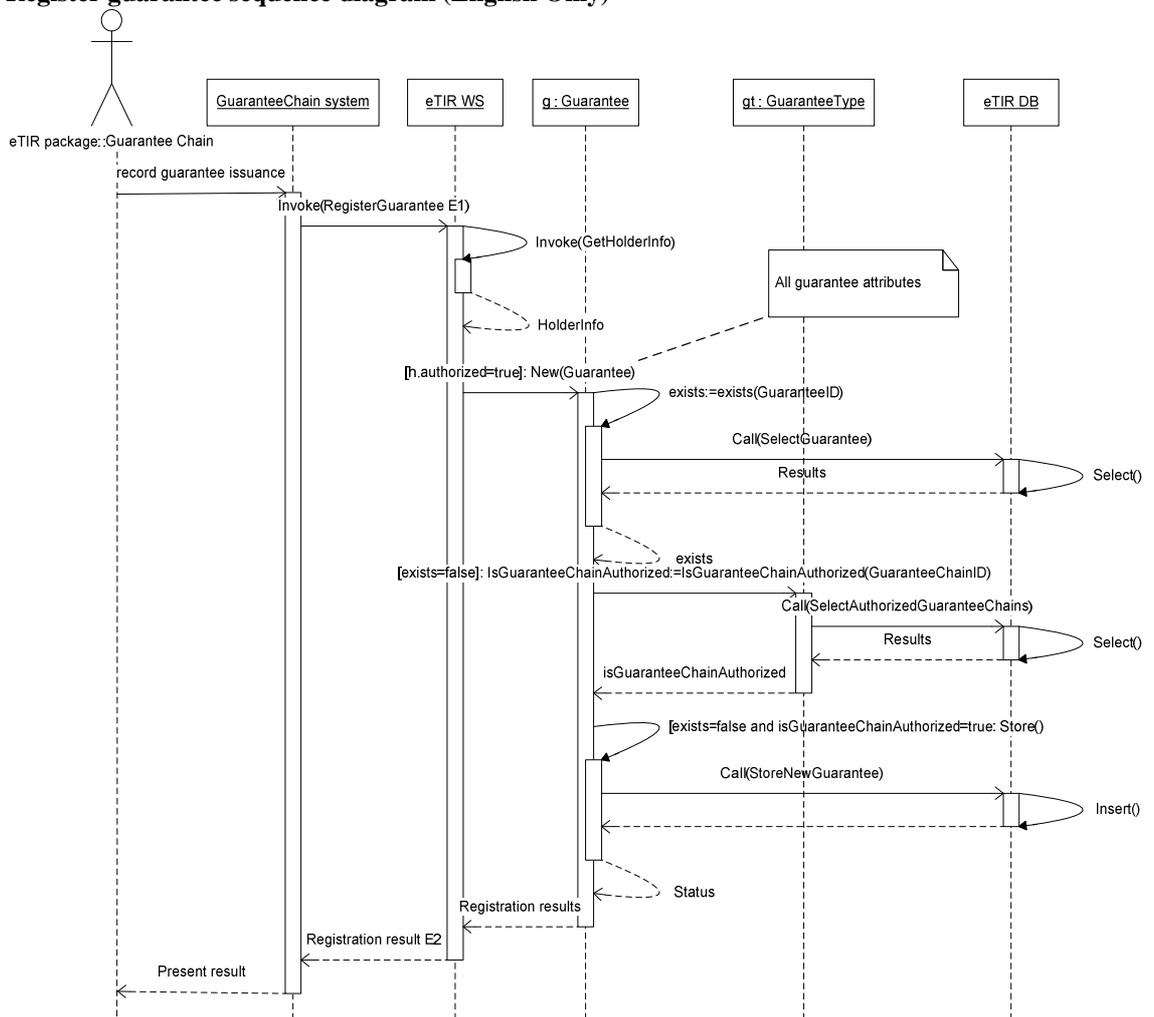 Register guarantee sequence diagram (English Only)
GuaranteeChain system
eTIR WS
g : Guarantee
gt : GuaranteeType
eTIR DB
eTIR package::Guarantee Chain
record guarantee issuance
Invoke(RegisterGuarantee E1)
Invoke(GetHolderInfo)
All guarantee attributes
HolderInfo
[h.authorized=true]: New(Guarantee)
exists:=exists(GuaranteeID)
Call(SelectGuarantee)
Results
Select()
exists
[exists=false]: IsGuaranteeChainAuthorized:=IsGuaranteeChainAuthorized(GuaranteeChainID)
Call(SelectAuthorizedGuaranteeChains)
Results
Select()
isGuaranteeChainAuthorized
[exists=false and isGuaranteeChainAuthorized=true: Store()
Call(StoreNewGuarantee)
Insert()
Status
Registration results
Registration result E2
Present result